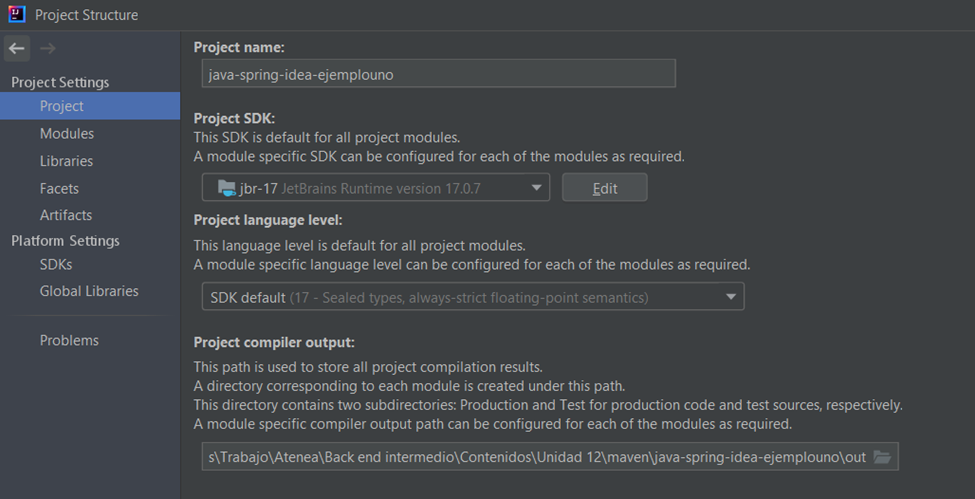 Project Structure
Project Settings
Project
Modules
Libraries
Facets
Artifacts
Platform Settings
SDKs
Global Libraries
Problems
Project name:
java-spring-idea-ejemplouno
Project SDK:
This SDK is default for all project modules.
A module specific SDK can be configured for each of the modules as required.
jbr-17 JetBrains Runtime version 17.0.7
Edit
Project language level:
This language level is default for all project modules.
A module specific language level can be configured for each of the modules as required.
SDK default (17 - Sealed types, always-strict floating-point semantics)
Project compiler output:
This path is used to store all project compilation results.
A directory corresponding to each module is created under this path.
This directory contains two subdirectories: Production and Test for production code and test sources, respectively.
A module specific compiler output path can be configured for each of the modules as required.
s\Trabajo\Atenea\Back end intermedio\Contenidos\Unidad 12\maven\java-spring-idea-ejemplouno\out